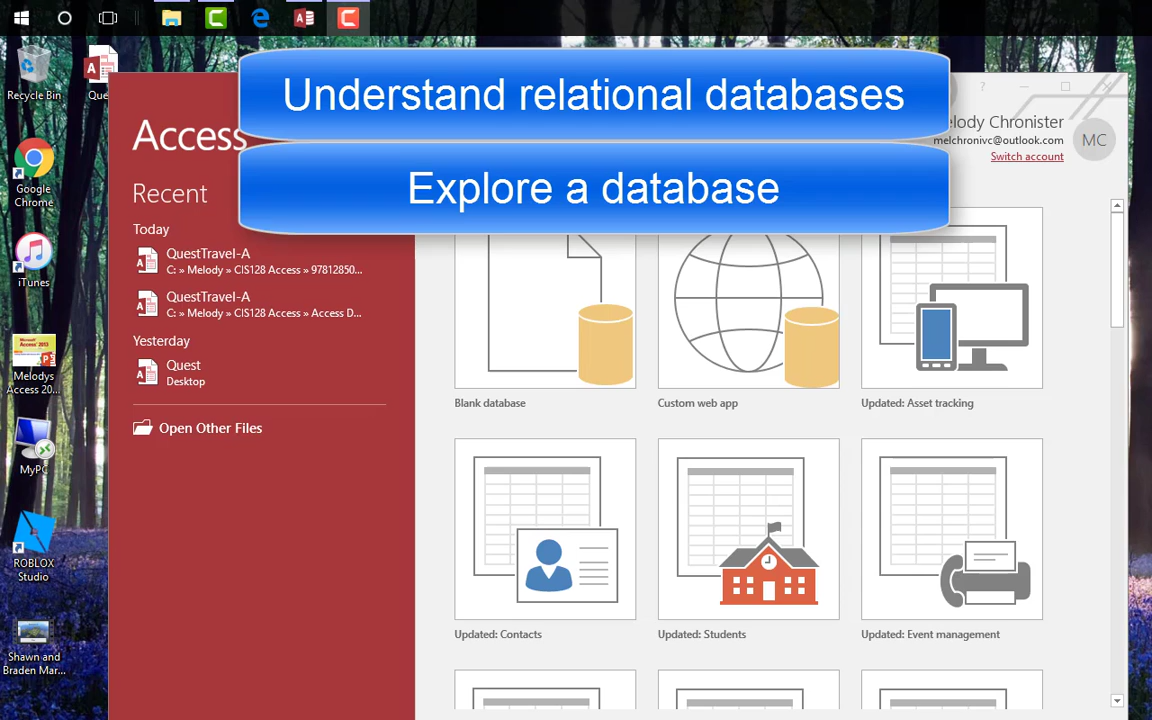 Understand relational databases
Explore a database
Recycle Bin
Que
Google
Chrome
iTunes
Melodys
Access 20...
MyPC
ROBLOX
Studio
Shawn and
Braden Mar...
Access
Recent
Today
QuestTravel-A
C: » Melody » CIS128 Access » 97812850...
QuestTravel-A
C: » Melody » CIS128 Access » Access D...
Yesterday
Quest
Desktop
Open Other Files
elody Chronister
melchronivc@outlook.com
Switch account
MC
?
Blank database
Custom web app
Updated: Asset tracking
Updated: Contacts
Updated: Students
Updated: Event management